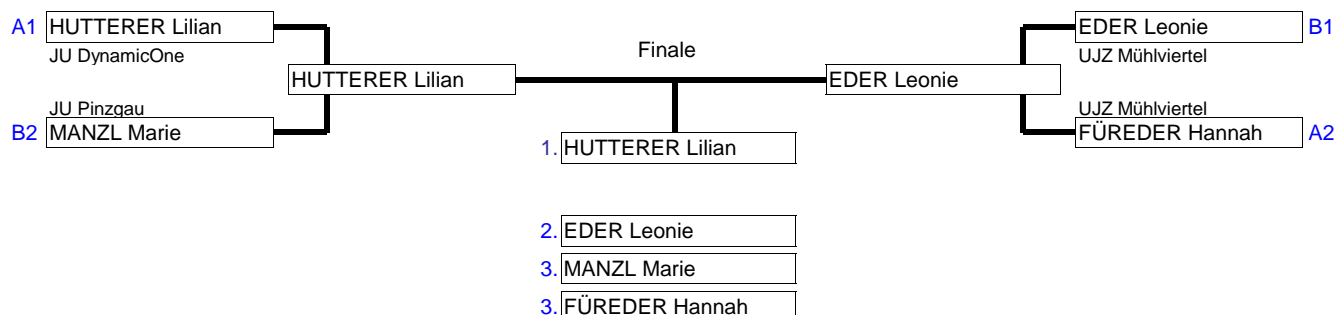 A1 HUTTERER Lilian
JU DynamicOne
HUTTERER Lilian
JU Pinzgau
B2 MANZL Marie
Finale
EDER Leonie B1
UJZ Mühlviertel
EDER Leonie
UJZ Mühlviertel
FÜREDER Hannah A2
1. HUTTERER Lilian
2. EDER Leonie
3. MANZL Marie
3. FÜREDER Hannah